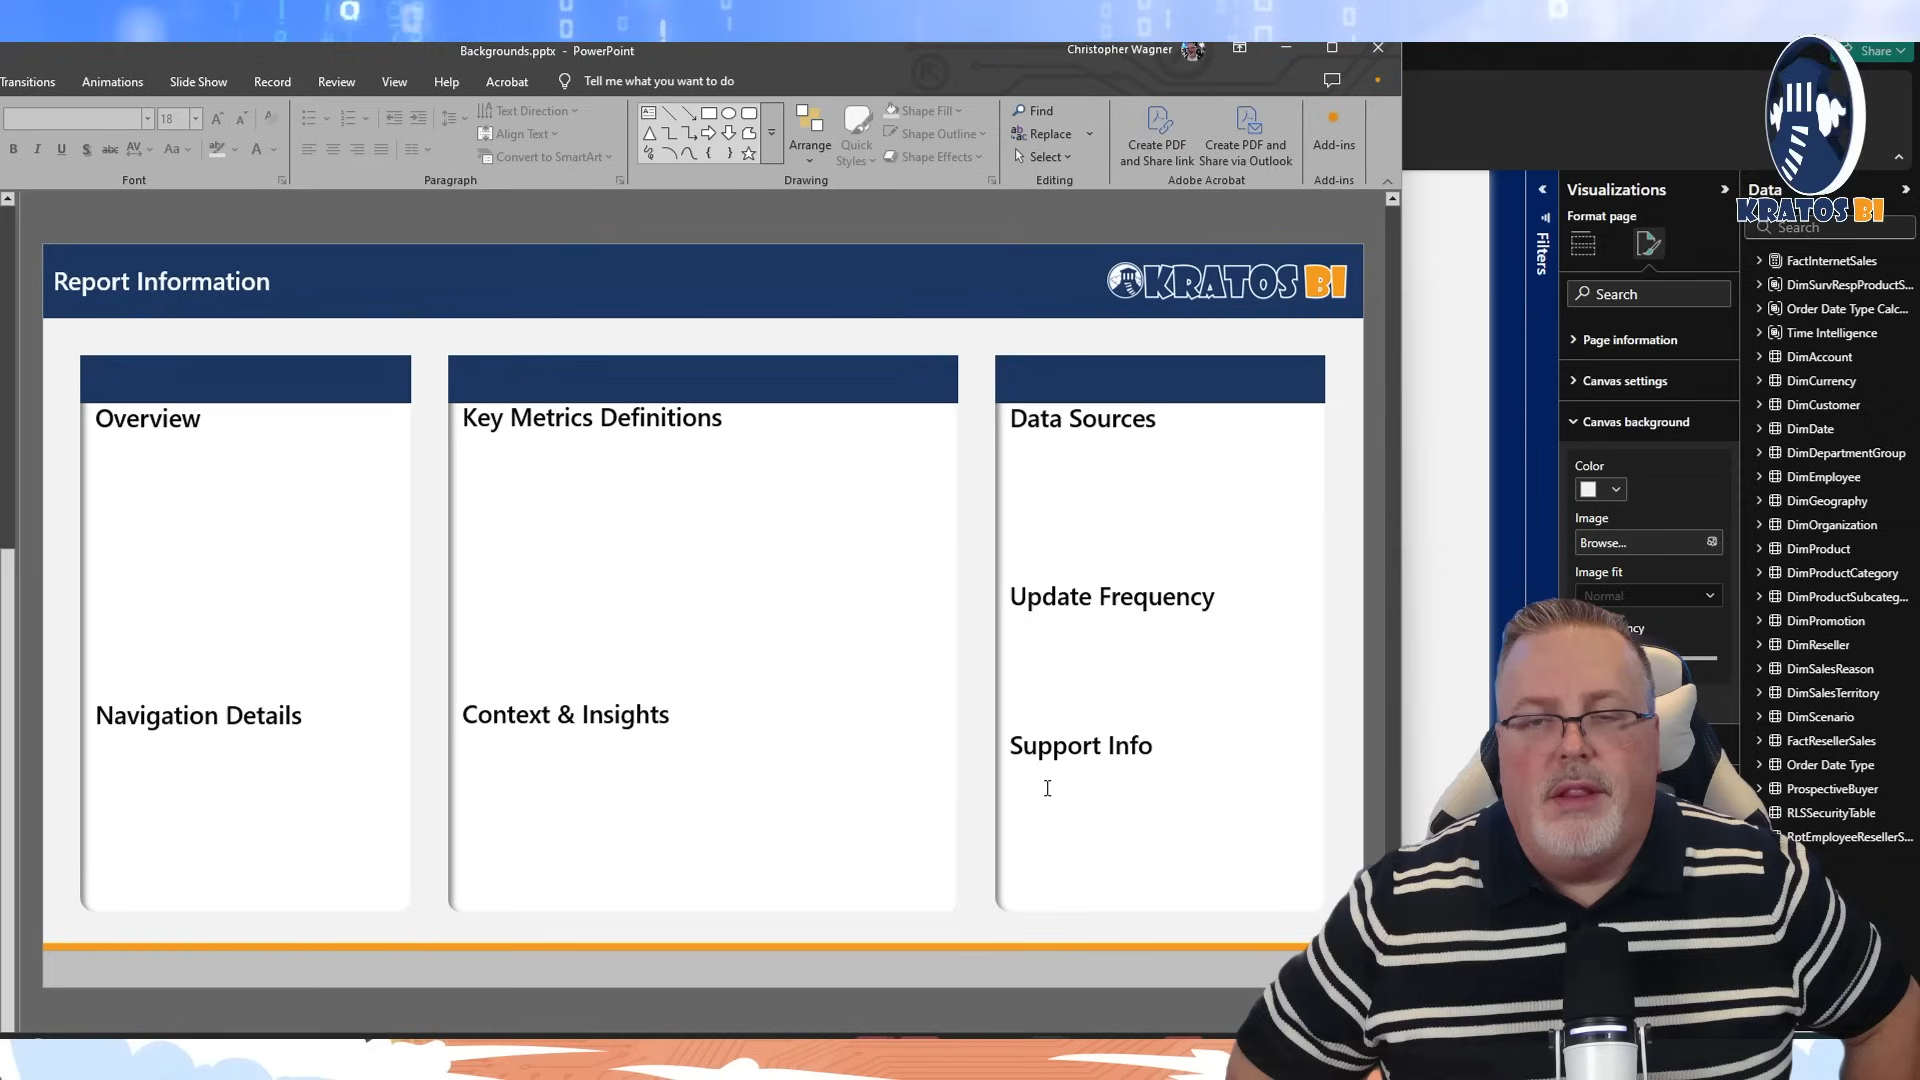 Backgrounds.pptx - PowerPoint
Christopher Wagner
Share
Transitions
Animations
Slide Show
Record
Review
View
Help
Acrobat
Tell me what you want to do
18
Text Direction
Align Text
Convert to SmartArt
Arrange
Quick
Styles
Shape Fill
Shape Outline
Shape Effects
Find
Replace
Select
Create PDF
and Share link
Create PDF and
Share via Outlook
Add-ins
Font
Paragraph
Drawing
Editing
Adobe Acrobat
Add-ins
KRATOS BI
Report Information
KRATOS BI
Overview
Navigation Details
Key Metrics Definitions
Context & Insights
Data Sources
Update Frequency
Support Info
Filters
Visualizations
Format page
Search
Page information
Canvas settings
Canvas background
Color
Image
Browse...
Image fit
Normal
Data
Search
FactInternetSales
DimSurvRespProductS...
Order Date Type Calc...
Time Intelligence
DimAccount
DimCurrency
DimCustomer
DimDate
DimDepartmentGroup
DimEmployee
DimGeography
DimOrganization
DimProduct
DimProductCategory
DimProductSubcateg...
DimPromotion
DimReseller
DimSalesReason
DimSalesTerritory
DimScenario
FactResellerSales
Order Date Type
ProspectiveBuyer
RLSSecurityTable
RptEmployeeResellerS...